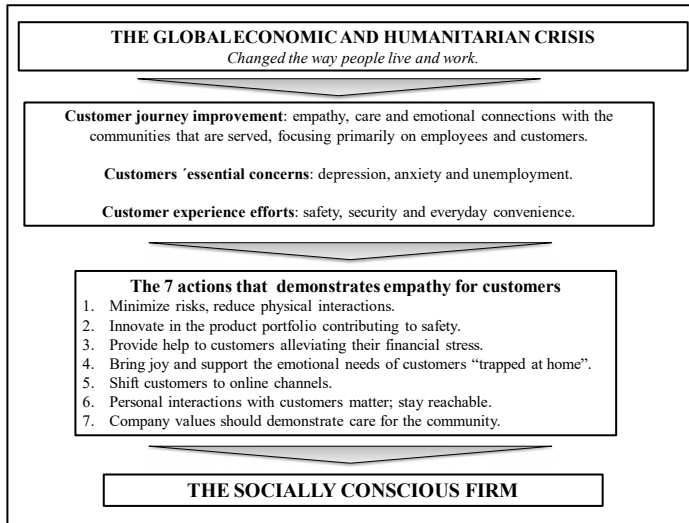 THE GLOBAL ECONOMIC AND HUMANITARIAN CRISIS
Changed the way people live and work.
Customer journey improvement: empathy, care and emotional connections with the
communities that are served, focusing primarily on employees and customers.
Customers ´essential concerns: depression, anxiety and unemployment.
Customer experience efforts: safety, security and everyday convenience.
The 7 actions that demonstrates empathy for customers
1. Minimize risks, reduce physical interactions.
2. Innovate in the product portfolio contributing to safety.
3. Provide help to customers alleviating their financial stress.
4. Bring joy and support the emotional needs of customers “trapped at home”.
5. Shift customers to online channels.
6. Personal interactions with customers matter; stay reachable.
7. Company values should demonstrate care for the community.
THE SOCIALLY CONSCIOUS FIRM